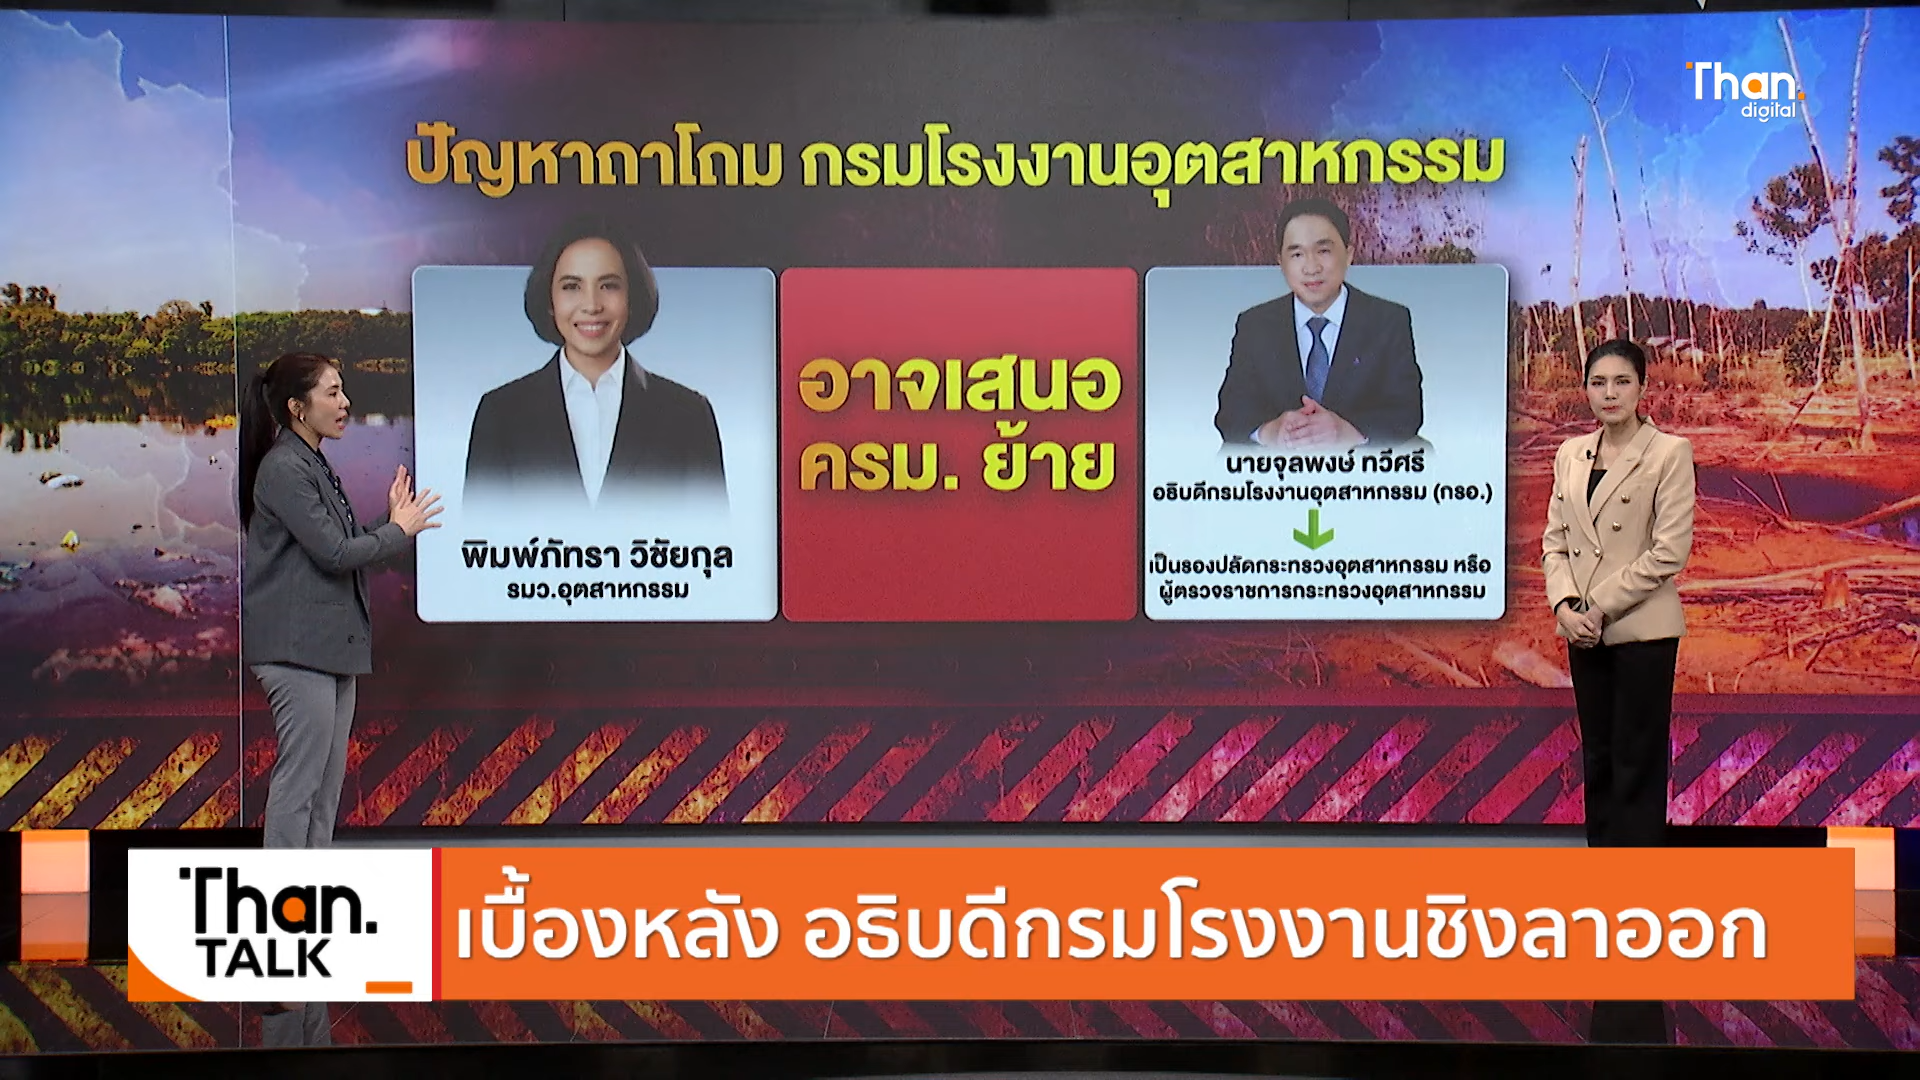 Than.
digital
ปัญหาถาโถม กรมโรงงานอุตสาหกรรม
อาจเสนอ
ครม. ย้าย
พิมพ์ภัทรา วิชัยกุล
รมว.อุตสาหกรรม
นายจุลพงษ์ ทวีศรี
อธิบดีกรมโรงงานอุตสาหกรรม (กรอ.)
เป็นรองปลัดกระทรวงอุตสาหกรรม หรือ
ผู้ตรวจราชการกระทรวงอุตสาหกรรม
Than.
TALK
เบื้องหลัง อธิบดีกรมโรงงานชิงลาออก